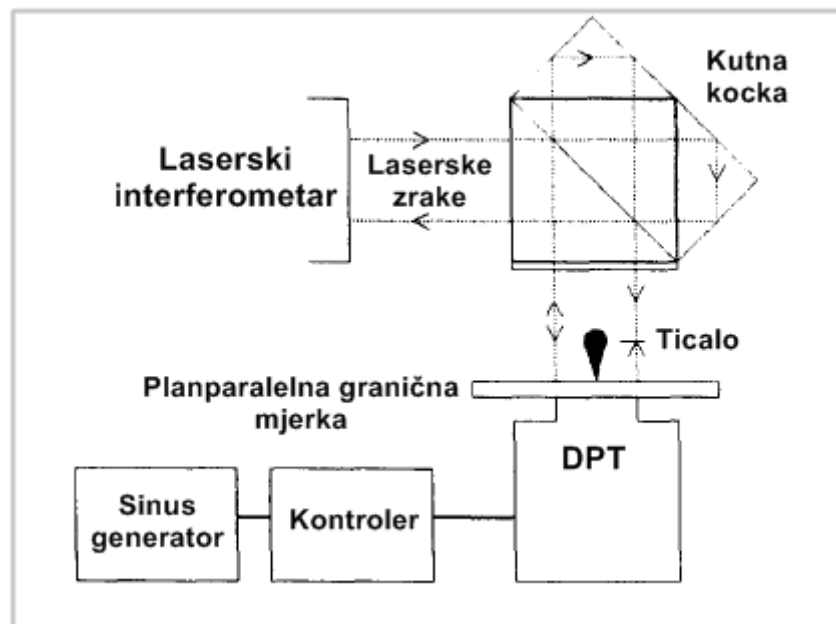 Kutna
kocka
Laserski
interferometar
Laserske
zrake
Ticalo
Planparalelna granična
mjerka
DPT
Sinus
generator
Kontroler